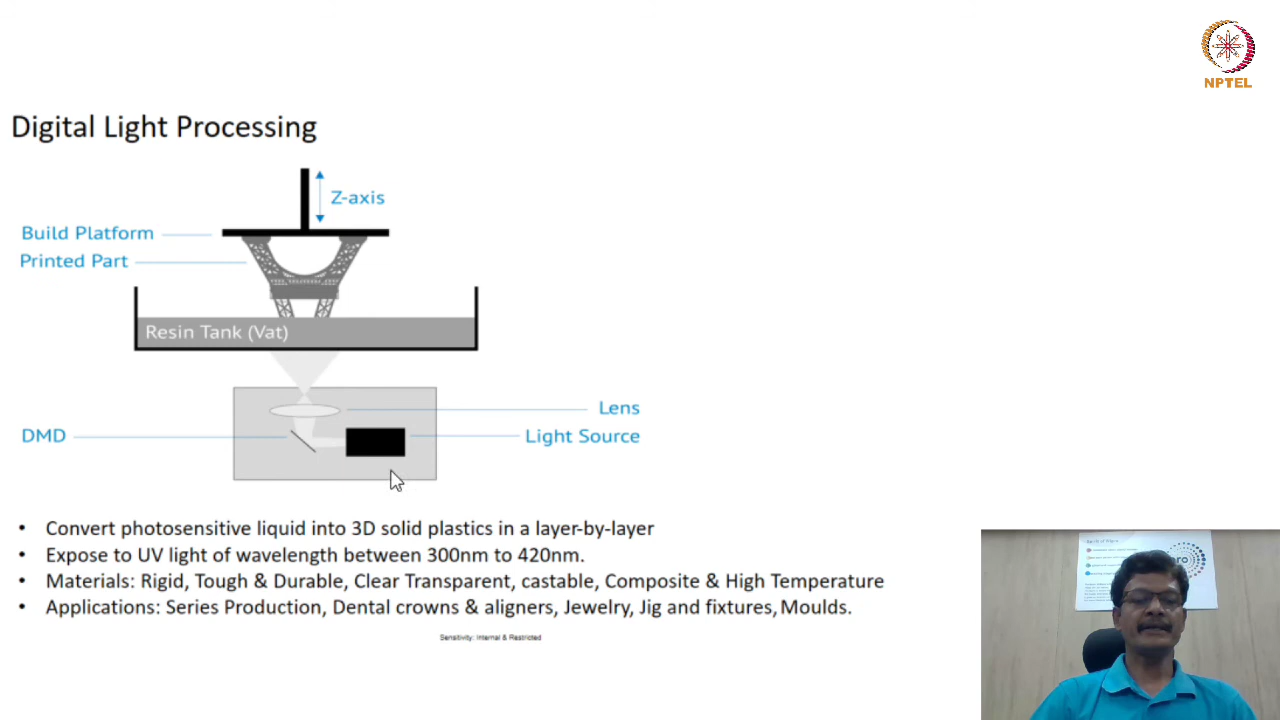 NPTEL
Digital Light Processing
Z-axis
Build Platform
Printed Part
Resin Tank (Vat)
Lens
DMD
Light Source
• Convert photosensitive liquid into 3D solid plastics in a layer-by-layer
• Expose to UV light of wavelength between 300nm to 420nm.
• Materials: Rigid, Tough & Durable, Clear Transparent, castable, Composite & High Temperature
• Applications: Series Production, Dental crowns & aligners, Jewelry, Jig and fixtures, Moulds.
Sensitivity: Internal & Restricted